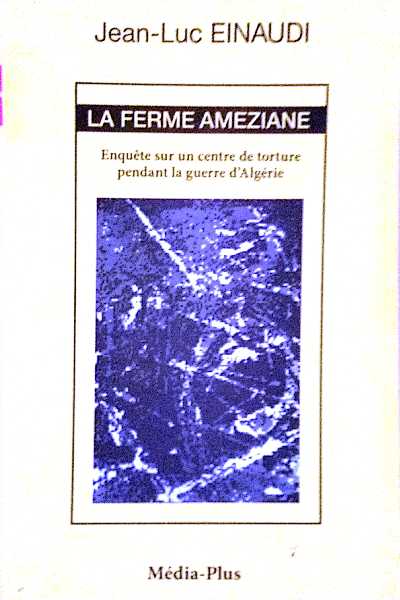 Jean-Luc EINAUDI
LA FERME AMEZIANE
Enquête sur un centre de torture
pendant la guerre d'Algérie
Média-Plus